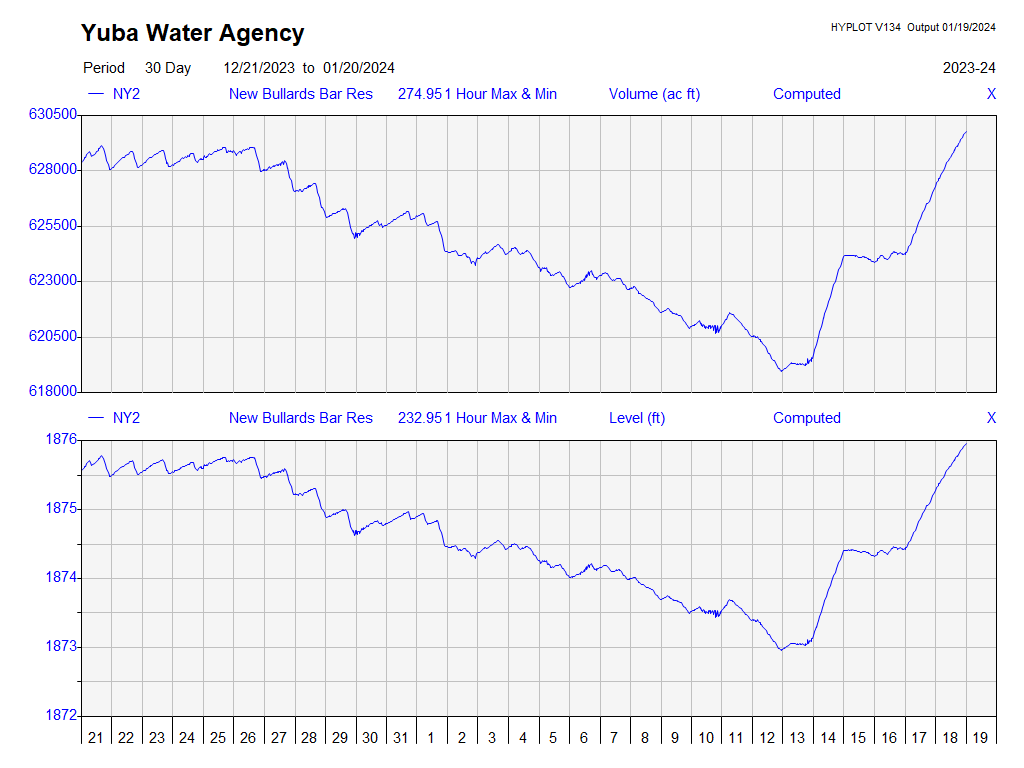 Yuba Water Agency
HYPLOT V134 Output 01/19/2024
Period 30 Day 12/21/2023 to 01/20/2024 2023-24
NY2 New Bullards Bar Res 274.95 1 Hour Max & Min Volume (ac ft) Computed X
630500
628000
625500
623000
620500
618000
NY2 New Bullards Bar Res 232.95 1 Hour Max & Min Level (ft) Computed X
1876
1875
1874
1873
1872
21 22 23 24 25 26 27 28 29 30 31 1 2 3 4 5 6 7 8 9 10 11 12 13 14 15 16 17 18 19